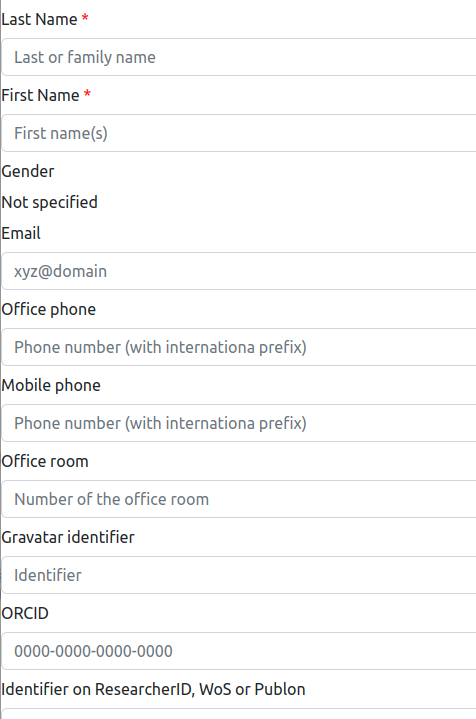 Last Name *
Last or family name
First Name *
First name(s)
Gender
Not specified
Email
xyz@domain
Office phone
Phone number (with internationa prefix)
Mobile phone
Phone number (with internationa prefix)
Office room
Number of the office room
Gravatar identifier
Identifier
ORCID
0000-0000-0000-0000
Identifier on ResearcherID, WoS or Publon